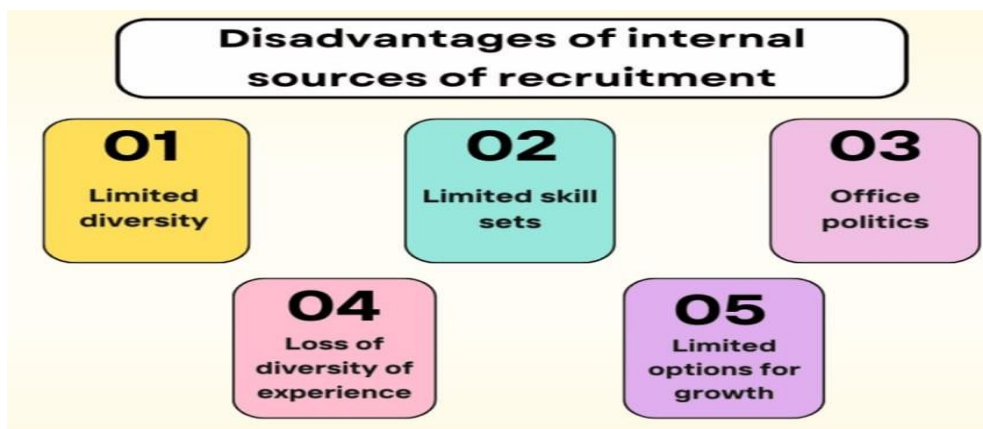 Disadvantages of internal
sources of recruitment
01
Limited
diversity
02
Limited skill
sets
03
Office
politics
04
Loss of
diversity of
experience
05
Limited
options for
growth